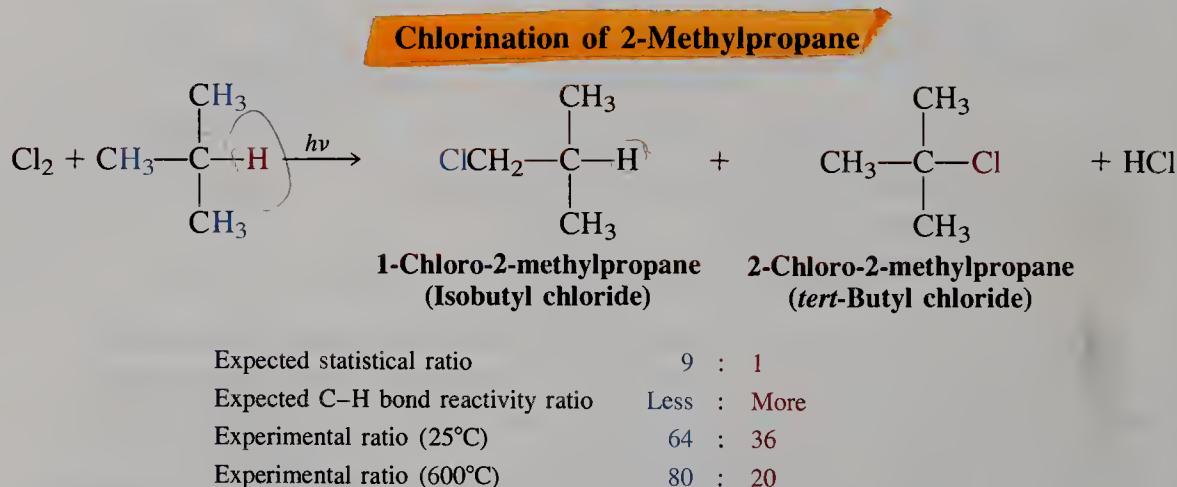 Chlorination of 2-Methylpropane
CH₃ CH₃ CH₃
Cl₂ + CH₃—C—H hν ClCH₂—C—H + CH₃—C—Cl + HCl
CH₃ CH₃ CH₃
1-Chloro-2-methylpropane 2-Chloro-2-methylpropane
(Isobutyl chloride) (tert-Butyl chloride)
Expected statistical ratio 9 : 1
Expected C–H bond reactivity ratio Less : More
Experimental ratio (25°C) 64 : 36
Experimental ratio (600°C) 80 : 20